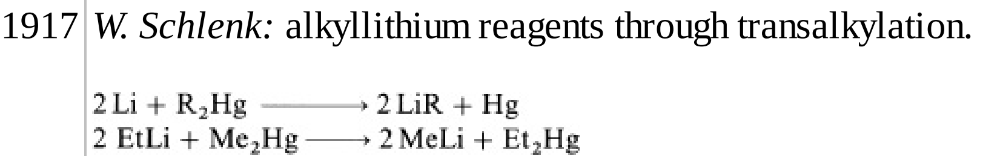 1917 W. Schlenk: alkyllithium reagents through transalkylation.
2 Li + R₂Hg ⟶ 2 LiR + Hg
2 EtLi + Me₂Hg ⟶ 2 MeLi + Et₂Hg